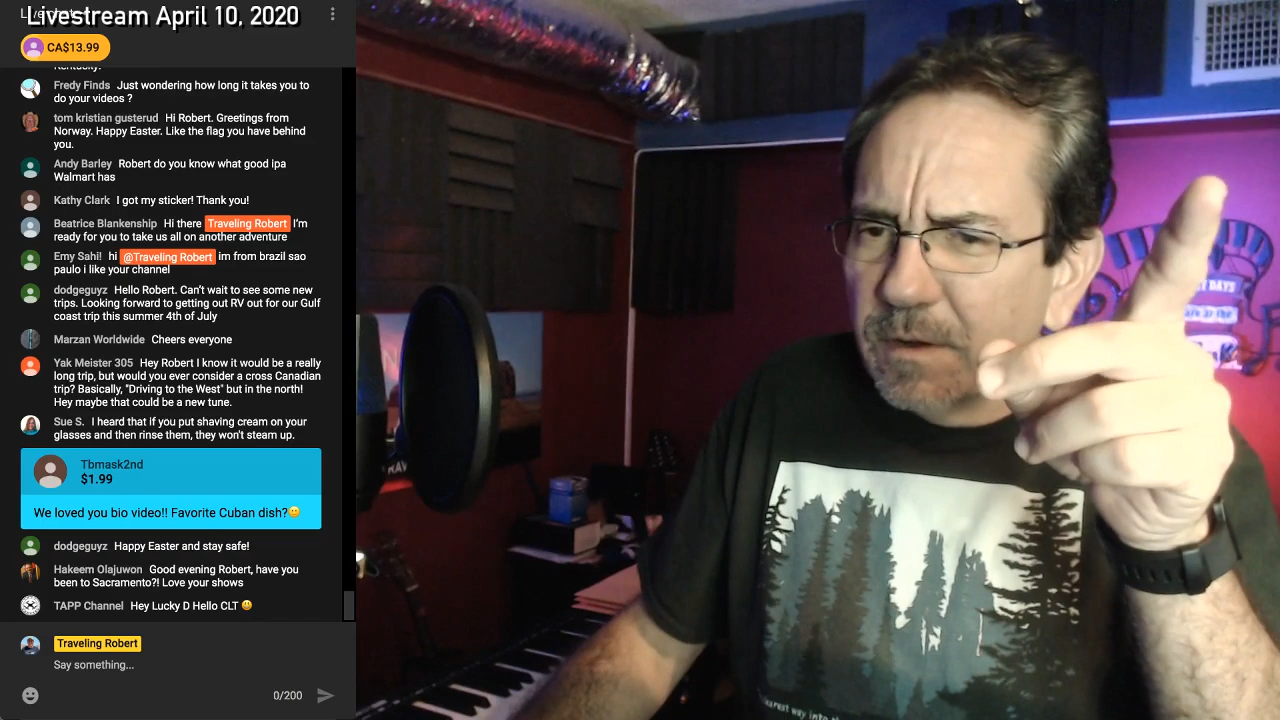 Livestream April 10, 2020
CA$13.99
Kentucky!
Fredy Finds Just wondering how long it takes you to
do your videos ?
tom kristian gusterud Hi Robert. Greetings from
Norway. Happy Easter. Like the flag you have behind
you.
Andy Barley Robert do you know what good ipa
Walmart has
Kathy Clark I got my sticker! Thank you!
Beatrice Blankenship Hi there Traveling Robert I'm
ready for you to take us all on another adventure
Emy Sahi! hi @Traveling Robert im from brazil sao
paulo i like your channel
dodgeguyz Hello Robert. Can't wait to see some new
trips. Looking forward to getting out RV out for our Gulf
coast trip this summer 4th of July
Marzan Worldwide Cheers everyone
Yak Meister 305 Hey Robert I know it would be a really
long trip, but would you ever consider a cross Canadian
trip? Basically, "Driving to the West" but in the north!
Hey maybe that could be a new tune.
Sue S. I heard that if you put shaving cream on your
glasses and then rinse them, they won't steam up.
Tbmask2nd
$1.99
We loved you bio video!! Favorite Cuban dish?😁
dodgeguyz Happy Easter and stay safe!
Hakeem Olajuwon Good evening Robert, have you
been to Sacramento?! Love your shows
TAPP Channel Hey Lucky D Hello CLT 😃
Traveling Robert
Say something...
0/200
DAYS